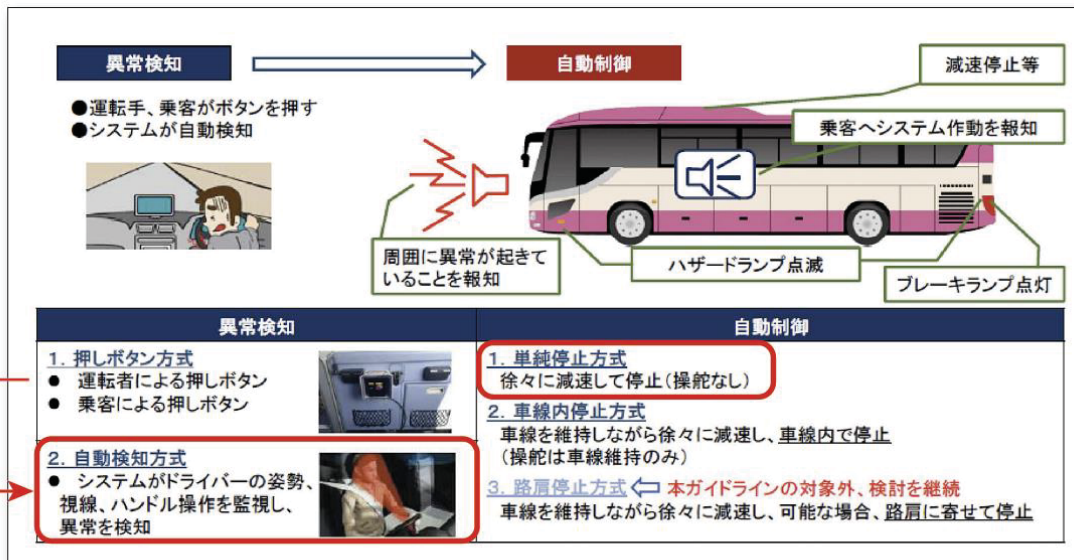 異常検知
自動制御
減速停止等
●運転手、乗客がボタンを押す
●システムが自動検知
乗客へシステム作動を報知
周囲に異常が起きて
いることを報知
ハザードランプ点滅
ブレーキランプ点灯
異常検知
1. 押しボタン方式
● 運転者による押しボタン
● 乗客による押しボタン
2. 自動検知方式
● システムがドライバーの姿勢、
視線、ハンドル操作を監視し、
異常を検知
自動制御
1. 単純停止方式
徐々に減速して停止(操舵なし)
2. 車線内停止方式
車線を維持しながら徐々に減速し、車線内で停止
(操舵は車線維持のみ)
3. 路肩停止方式 ⇦ 本ガイドラインの対象外、検討を継続
車線を維持しながら徐々に減速し、可能な場合、路肩に寄せて停止